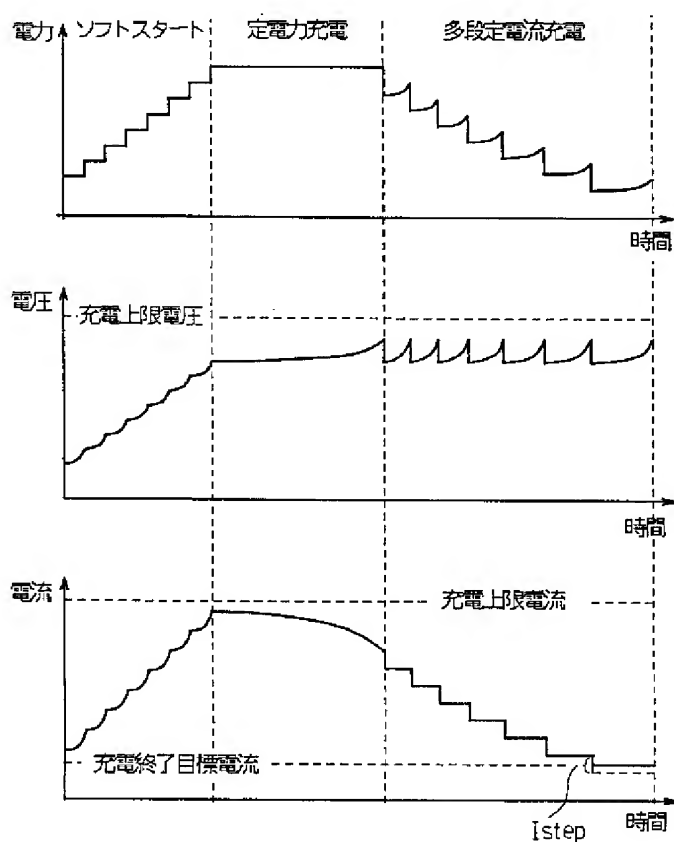 電力
ソフトスタート
定電力充電
多段定電流充電
時間
電圧
充電上限電圧
時間
電流
充電上限電流
充電終了目標電流
Istep
時間